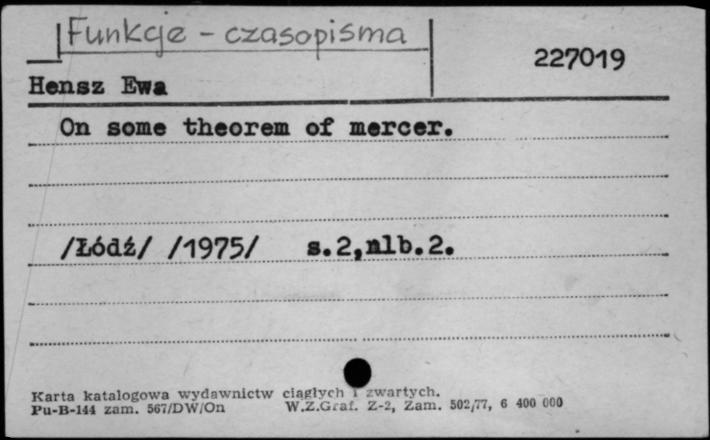 Funkcje - czasopisma
227019
Hensz Ewa
On some theorem of mercer.
/Łódź/ /1975/ s.2,nlb.2.
Karta katalogowa wydawnictw ciągłych i zwartych.
Pu-B-144 zam. 567/DW/On W.Z.Graf. Z-2, Zam. 502/77, 6 400 000